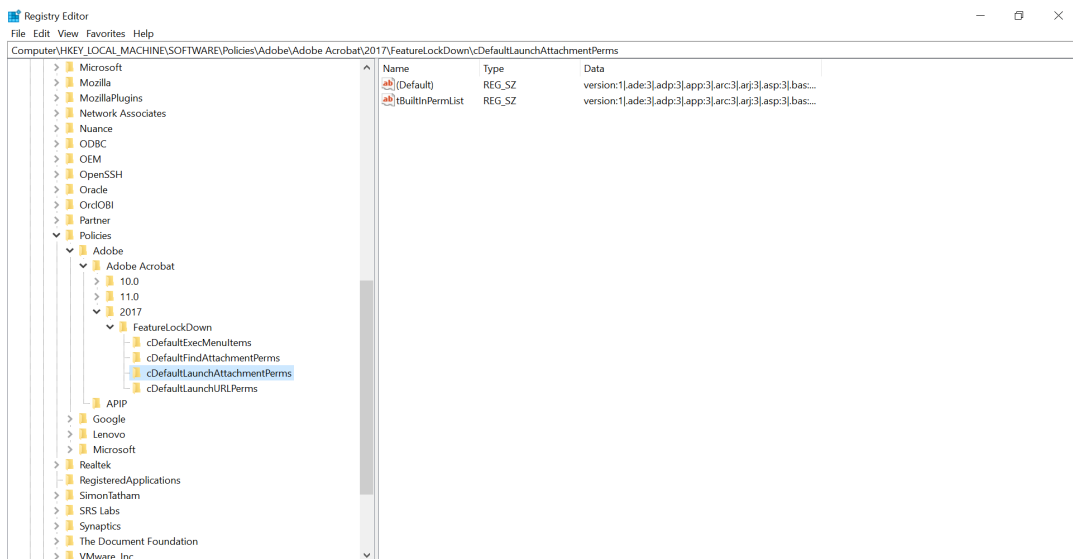 Registry Editor
File Edit View Favorites Help
Computer\HKEY_LOCAL_MACHINE\SOFTWARE\Policies\Adobe\Adobe Acrobat\2017\FeatureLockDown\cDefaultLaunchAttachmentPerms
Microsoft
Mozilla
MozillaPlugins
Network Associates
Nuance
ODBC
OEM
OpenSSH
Oracle
OrclOBI
Partner
Policies
Adobe
Adobe Acrobat
10.0
11.0
2017
FeatureLockDown
cDefaultExecMenuItems
cDefaultFindAttachmentPerms
cDefaultLaunchAttachmentPerms
cDefaultLaunchURLPerms
APIP
Google
Lenovo
Microsoft
Realtek
RegisteredApplications
SimonTatham
SRS Labs
Synaptics
The Document Foundation
VMware, Inc.
Name Type Data
ab (Default) REG_SZ version:1|.ade:3|.adp:3|.app:3|.arc:3|.arj:3|.asp:3|.bas:...
ab tBuiltInPermList REG_SZ version:1|.ade:3|.adp:3|.app:3|.arc:3|.arj:3|.asp:3|.bas:...